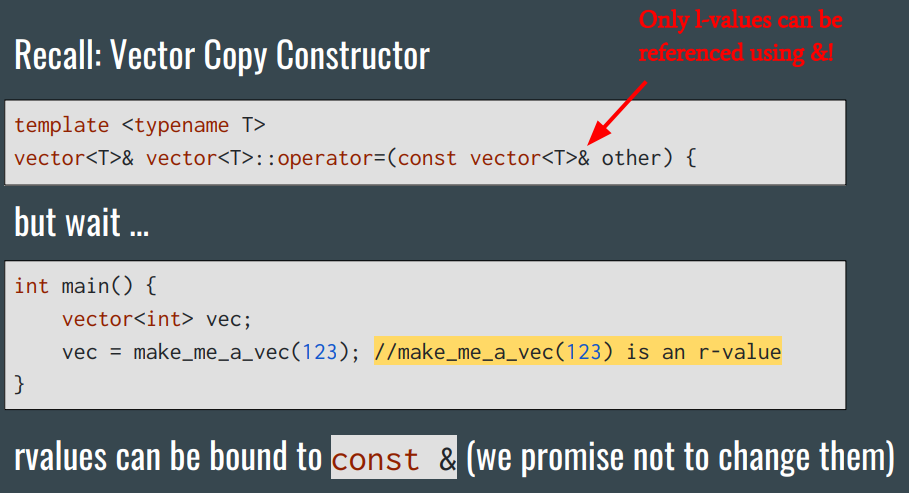 Only l-values can be
referenced using &!
Recall: Vector Copy Constructor
template <typename T>
vector<T>& vector<T>::operator=(const vector<T>& other) {
but wait ...
int main() {
    vector<int> vec;
    vec = make_me_a_vec(123); //make_me_a_vec(123) is an r-value
}
rvalues can be bound to const & (we promise not to change them)